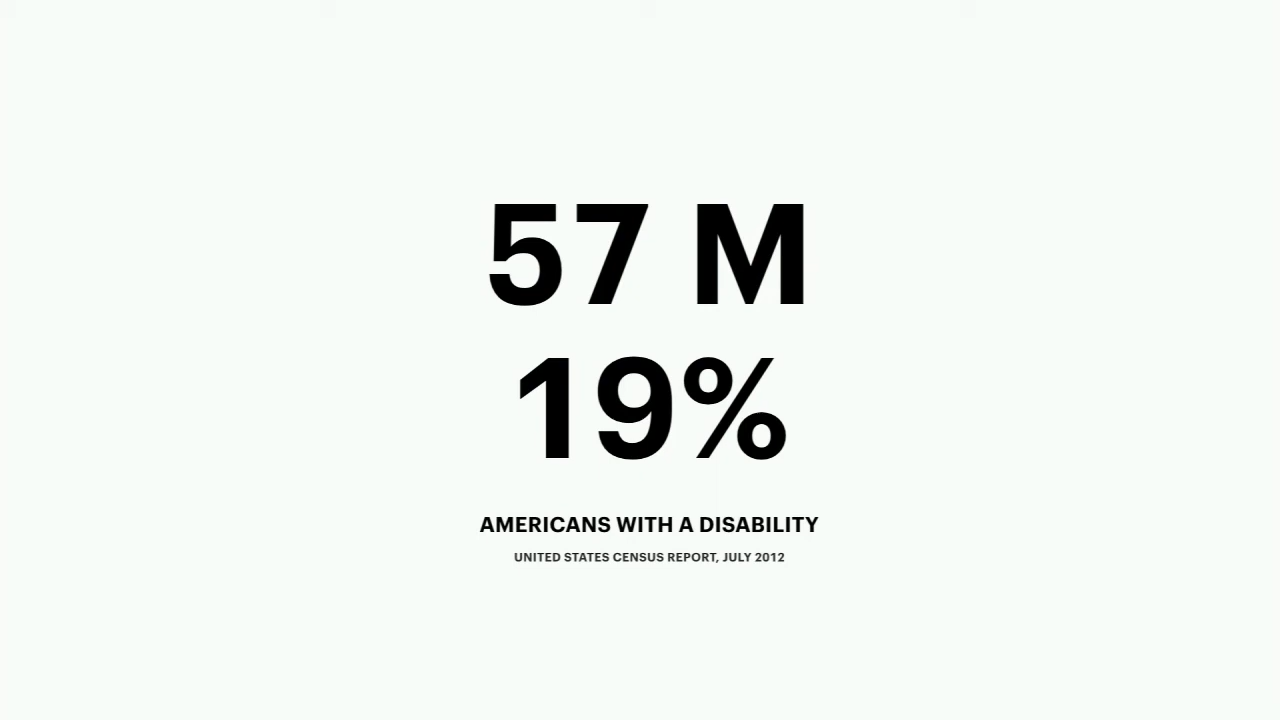 57 M
19%
AMERICANS WITH A DISABILITY
UNITED STATES CENSUS REPORT, JULY 2012